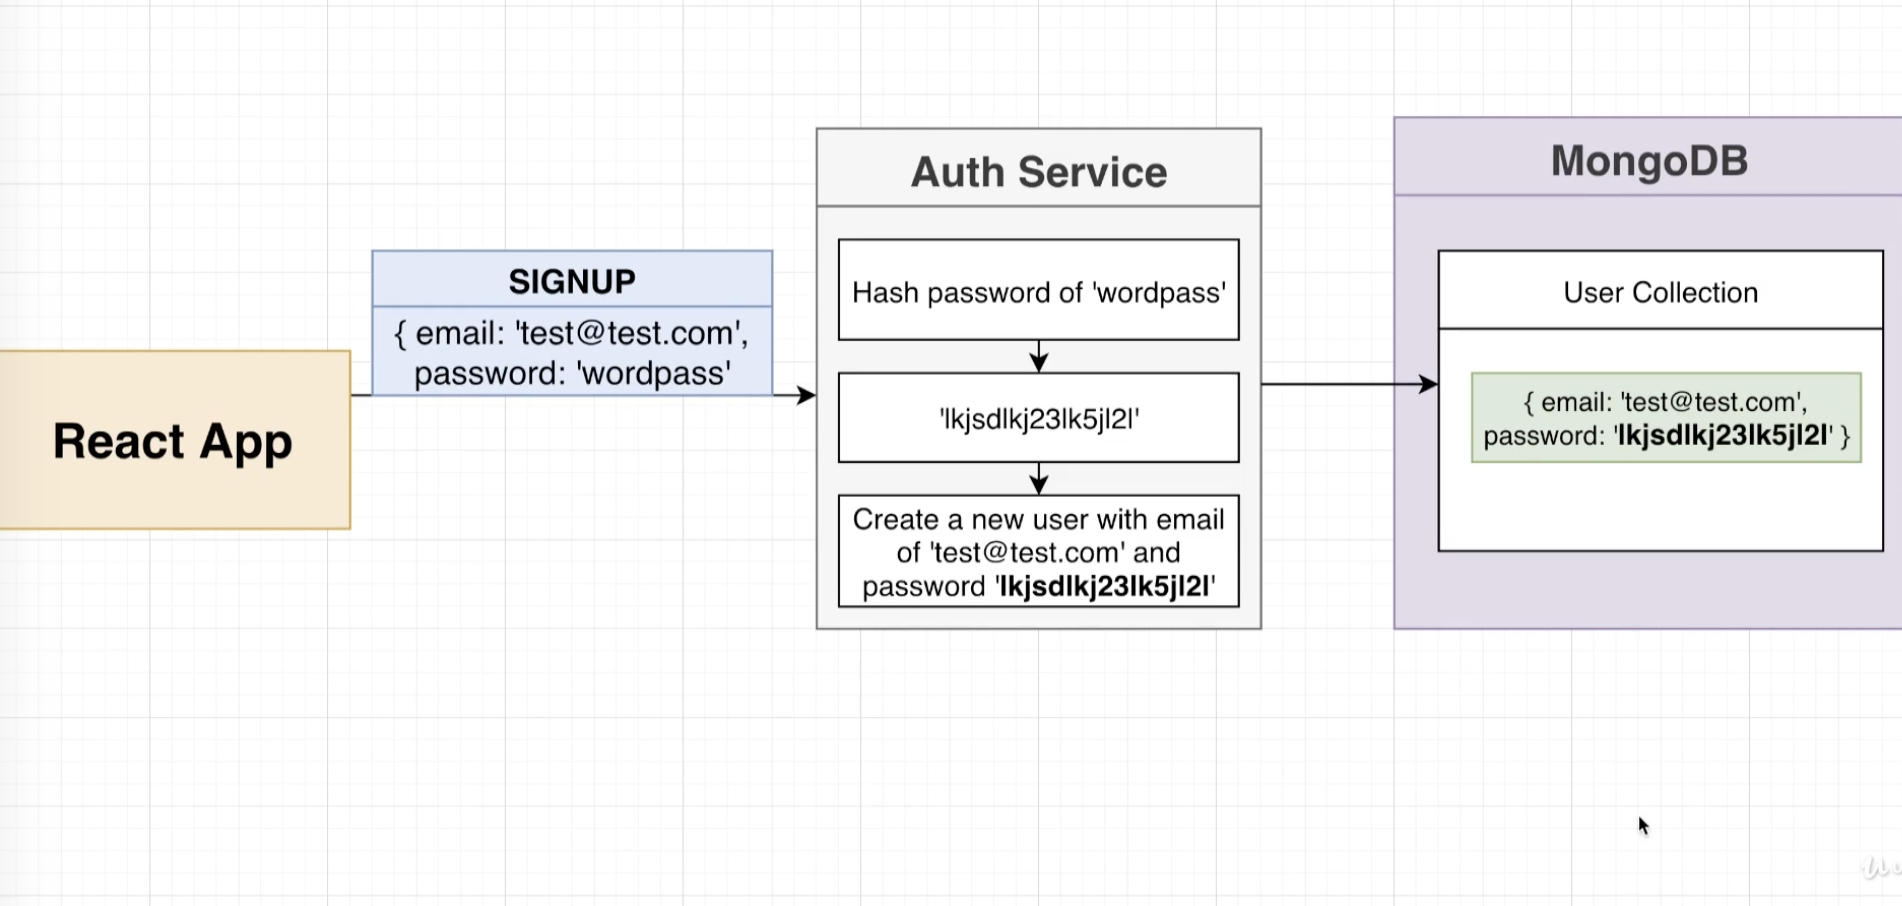 React App
SIGNUP
{ email: 'test@test.com',
password: 'wordpass'
Auth Service
Hash password of 'wordpass'
'lkjsdlkj23lk5jl2l'
Create a new user with email
of 'test@test.com' and
password 'lkjsdlkj23lk5jl2l'
MongoDB
User Collection
{ email: 'test@test.com',
password: 'lkjsdlkj23lk5jl2l' }